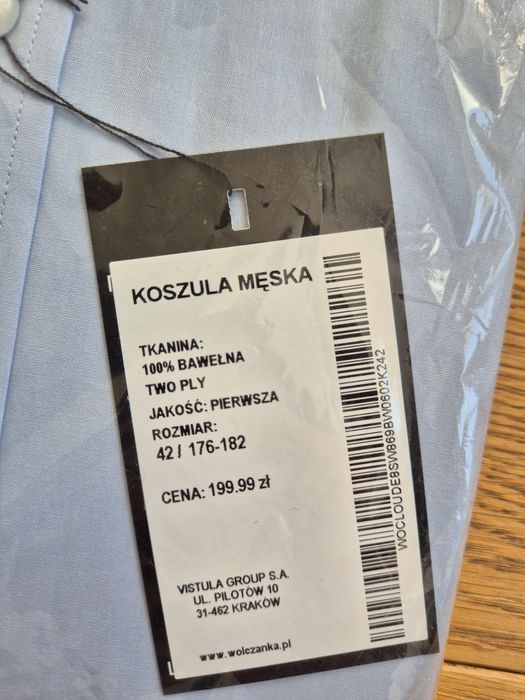 KOSZULA MĘSKA
TKANINA:
100% BAWEŁNA
TWO PLY
JAKOŚĆ: PIERWSZA
ROZMIAR:
42 / 176-182
CENA: 199.99 zł
VISTULA GROUP S.A.
UL. PILOTÓW 10
31-462 KRAKÓW
www.wolczanka.pl
WOCLOUDE8SW869BW0602K242